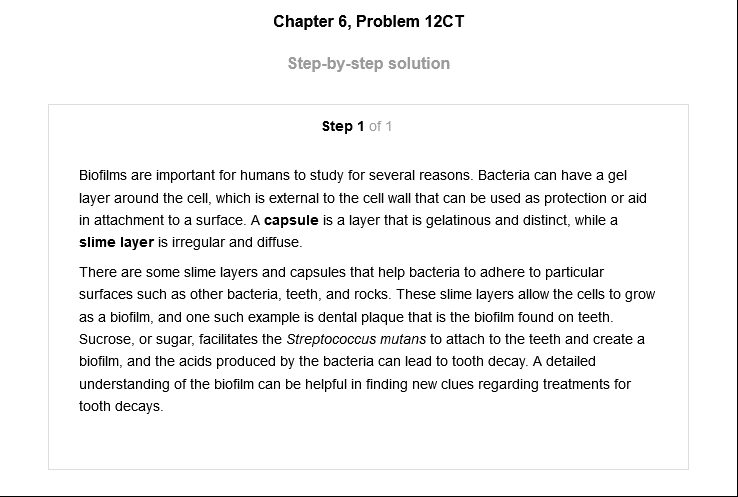 Chapter 6, Problem 12CT
Step-by-step solution
Step 1 of 1
Biofilms are important for humans to study for several reasons. Bacteria can have a gel
layer around the cell, which is external to the cell wall that can be used as protection or aid
in attachment to a surface. A capsule is a layer that is gelatinous and distinct, while a
slime layer is irregular and diffuse.
There are some slime layers and capsules that help bacteria to adhere to particular
surfaces such as other bacteria, teeth, and rocks. These slime layers allow the cells to grow
as a biofilm, and one such example is dental plaque that is the biofilm found on teeth.
Sucrose, or sugar, facilitates the Streptococcus mutans to attach to the teeth and create a
biofilm, and the acids produced by the bacteria can lead to tooth decay. A detailed
understanding of the biofilm can be helpful in finding new clues regarding treatments for
tooth decays.